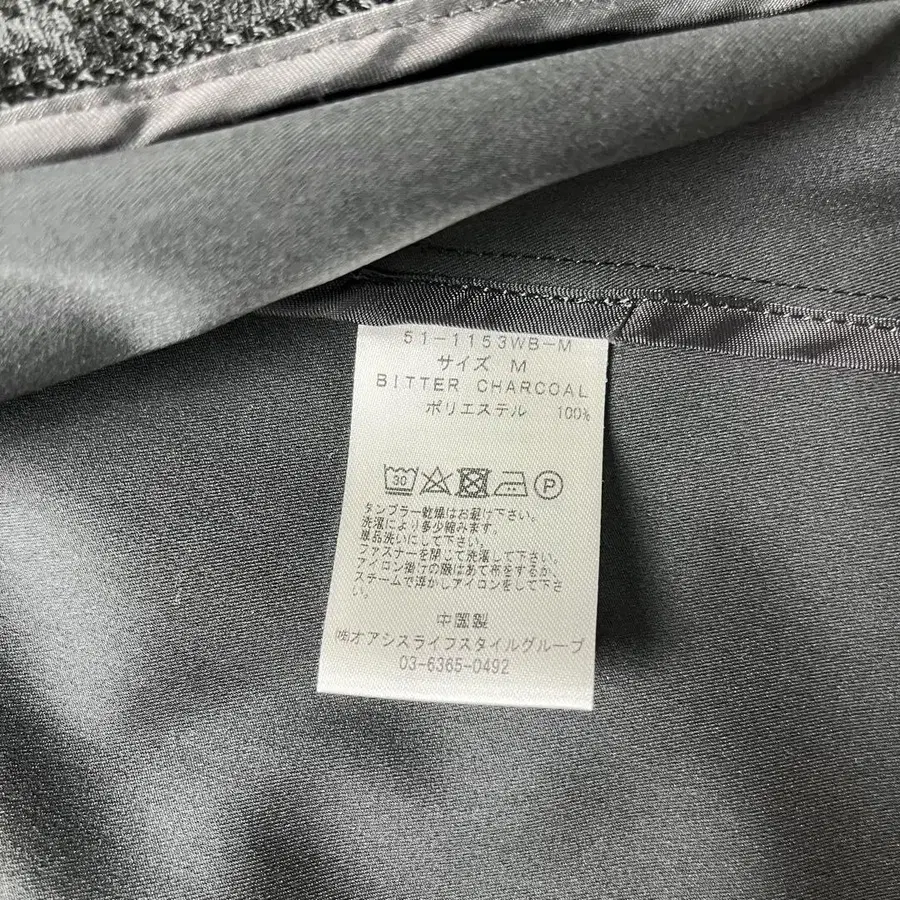 51-1153WB-M
サイズ M
BITTER CHARCOAL
ポリエステル 100%
30
P
タンブラー乾燥はお避け下さい。
洗濯により多少縮みます。
単品洗いにして下さい。
ファスナーを閉じて洗濯して下さい。
アイロン掛けの際はあて布をするか、
スチームで浮かしアイロンをして下さ
い。
中国製
㈱オアシスライフスタイルグループ
03-6365-0492